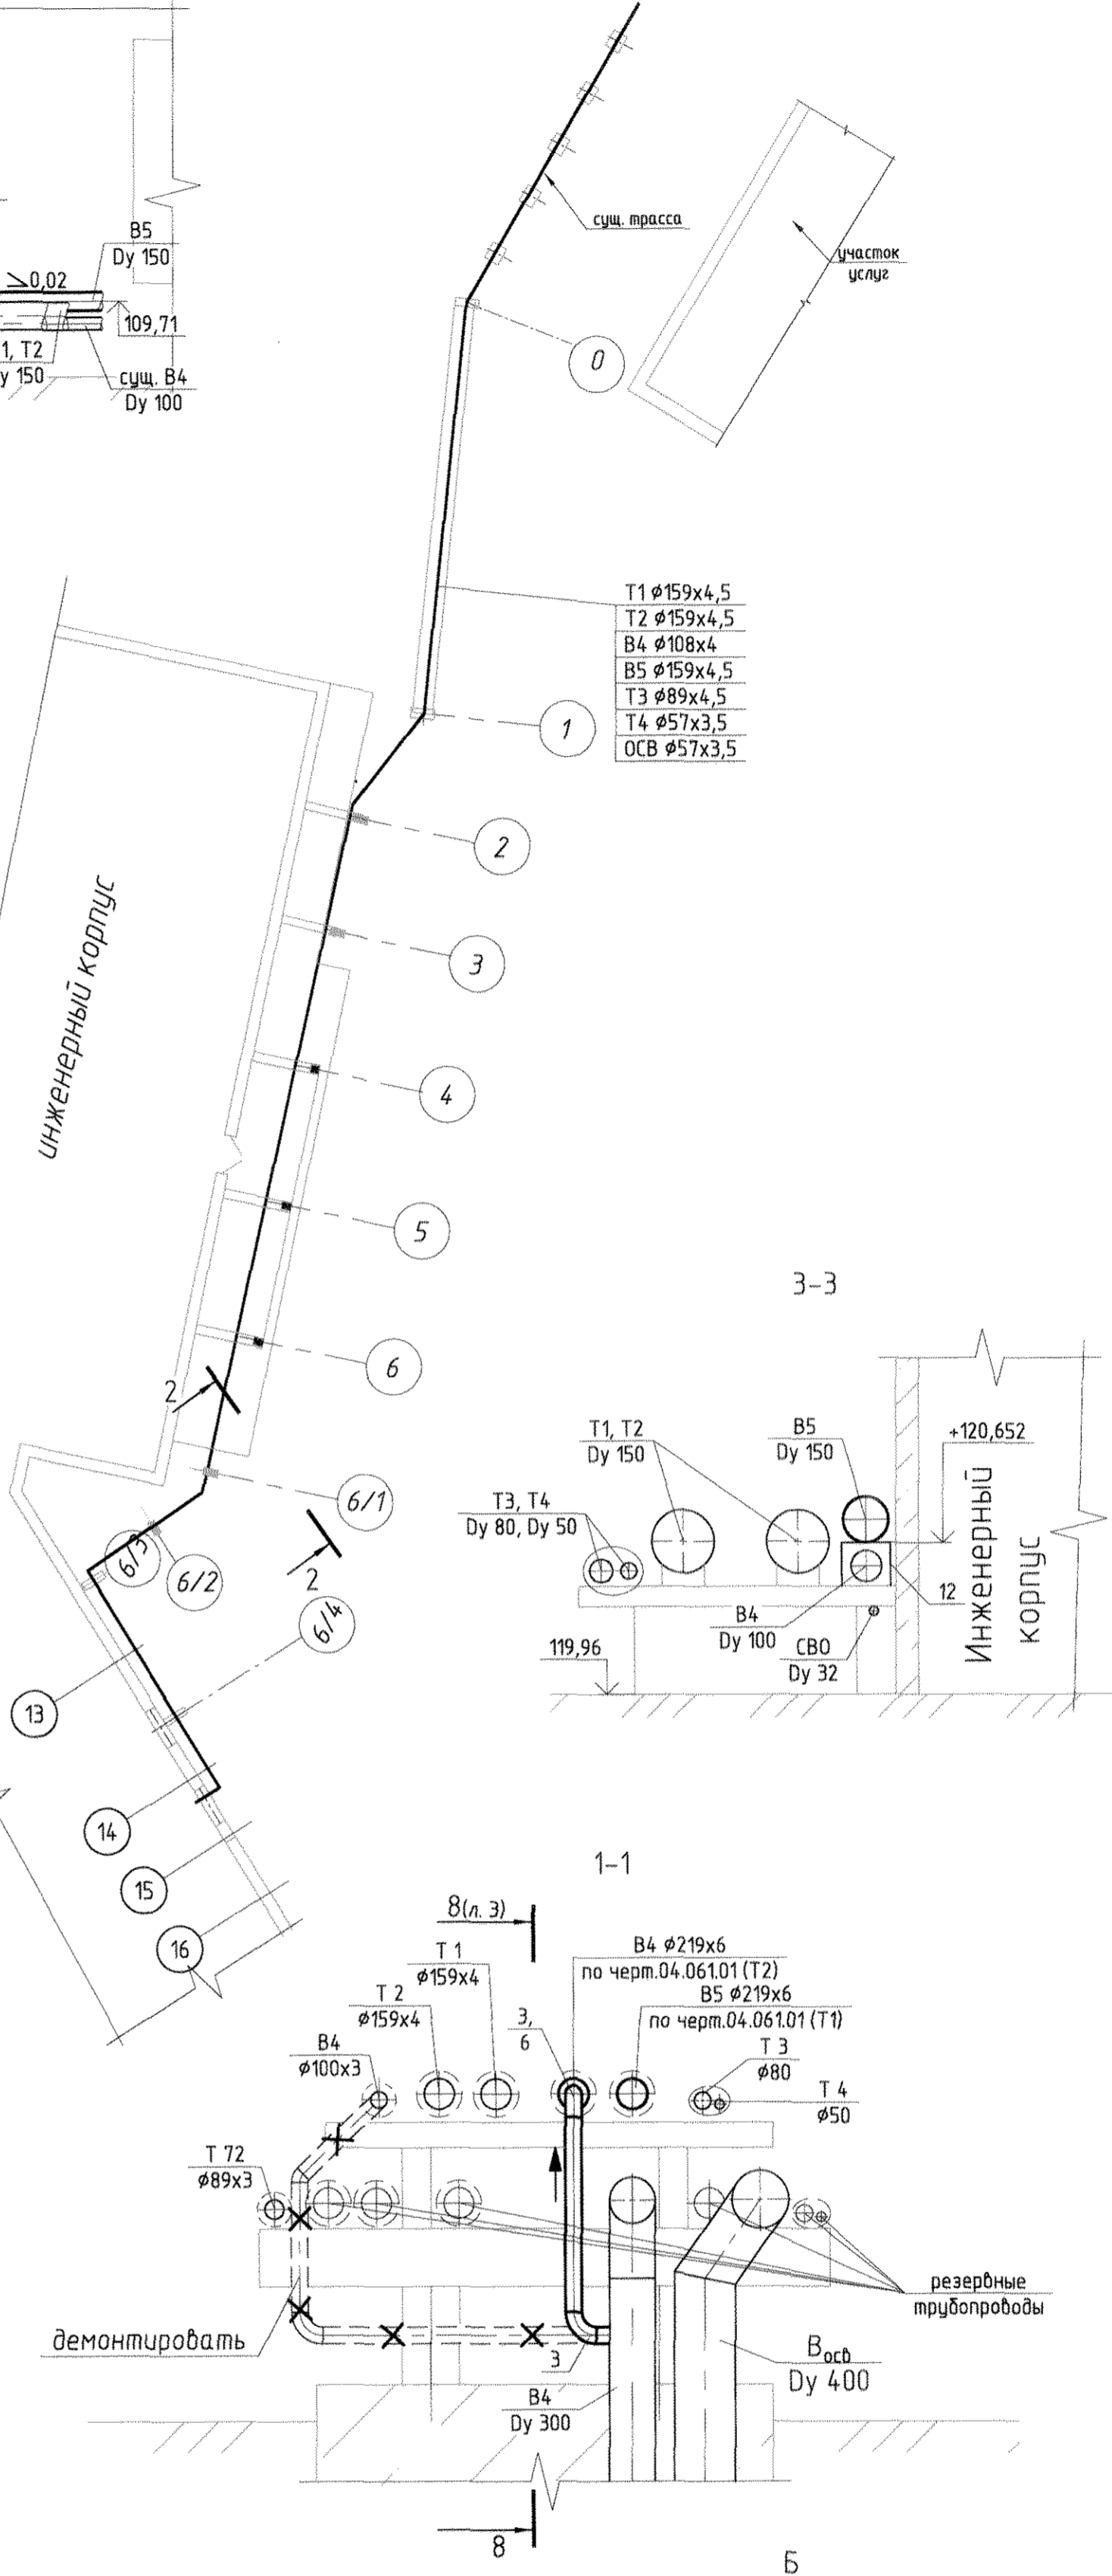 В5
Dy 150
0,02
109,71
1, Т2
у 150
сущ. В4
Dy 100
сущ. трасса
участок
услуг
0
Т1 ⌀159х4,5
Т2 ⌀159х4,5
В4 ⌀108х4
В5 ⌀159х4,5
Т3 ⌀89х4,5
Т4 ⌀57х3,5
ОСВ ⌀57х3,5
1
2
3
инженерный корпус
4
5
6
2
6/1
6/3
6/2
2
6/4
13
14
15
16
3-3
Т1, Т2
Dy 150
В5
Dy 150
+120,652
Т3, Т4
Dy 80, Dy 50
Инженерный
корпус
12
В4
Dy 100
СВО
Dy 32
119,96
1-1
8(л. 3)
Т 1
⌀159х4
В4 ⌀219х6
по черт.04.061.01 (Т2)
Т 2
⌀159х4
3,
6
В5 ⌀219х6
по черт.04.061.01 (Т1)
В4
⌀100х3
Т 3
⌀80
Т 4
⌀50
Т 72
⌀89х3
резервные
трубопроводы
демонтировать
3
Восв
Dy 400
В4
Dy 300
8
Б